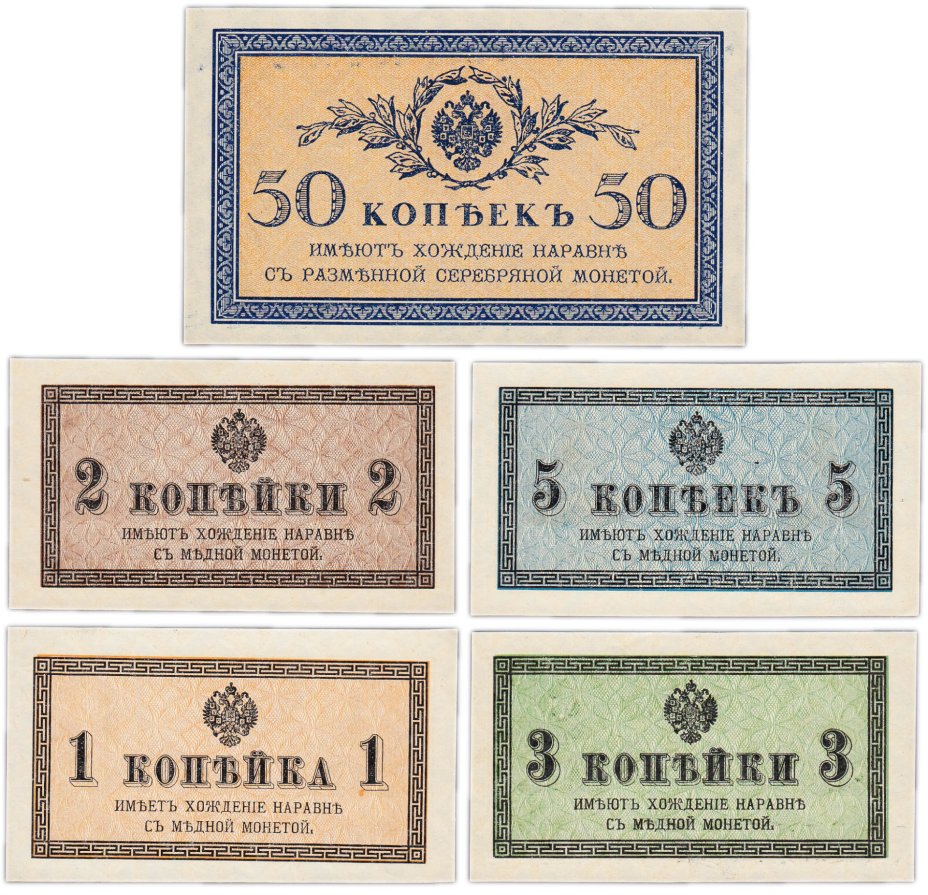 50 КОПѢЕКЪ 50
ИМѢЮТЪ ХОЖДЕНІЕ НАРАВНѢ
СЪ РАЗМѢННОЙ СЕРЕБРЯНОЙ МОНЕТОЙ.
2 КОПѢЙКИ 2
ИМѢЮТЪ ХОЖДЕНІЕ НАРАВНѢ
СЪ МѢДНОЙ МОНЕТОЙ.
5 КОПѢЕКЪ 5
ИМѢЮТЪ ХОЖДЕНІЕ НАРАВНѢ
СЪ МѢДНОЙ МОНЕТОЙ.
1 КОПѢЙКА 1
ИМѢЕТЪ ХОЖДЕНІЕ НАРАВНѢ
СЪ МѢДНОЙ МОНЕТОЙ.
3 КОПѢЙКИ 3
ИМѢЮТЪ ХОЖДЕНІЕ НАРАВНѢ
СЪ МѢДНОЙ МОНЕТОЙ.